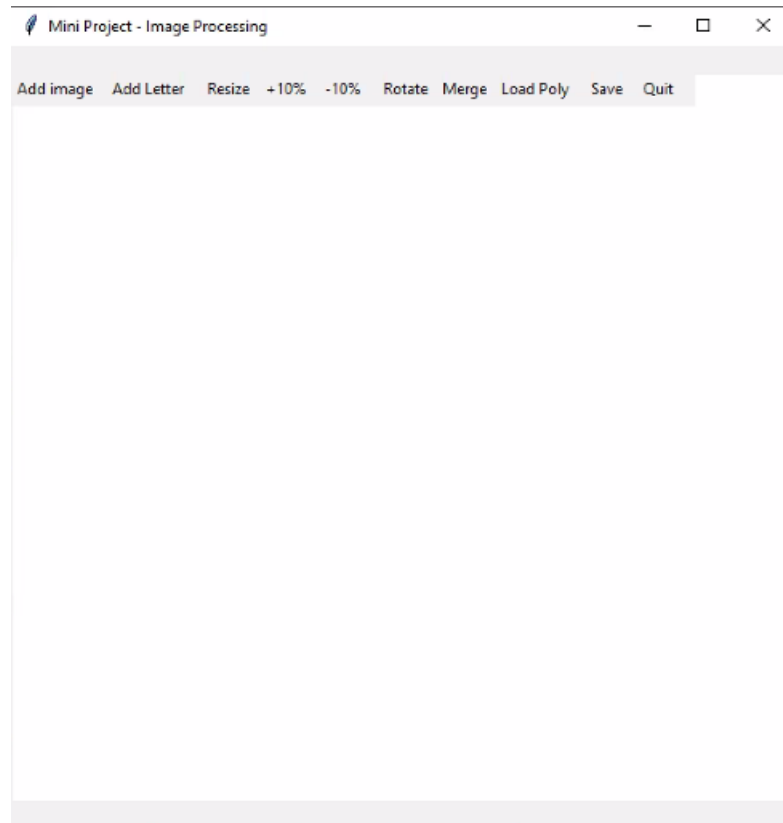 Mini Project - Image Processing
Add image Add Letter Resize +10% -10% Rotate Merge Load Poly Save Quit